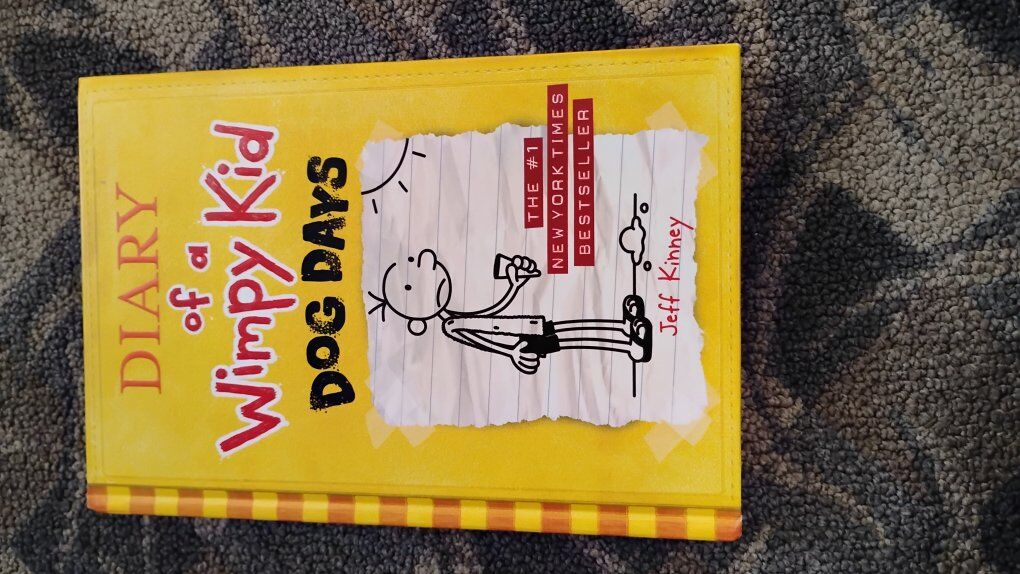 DIARY
of a
Wimpy Kid
DOG DAYS
THE #1
NEW YORK TIMES
BESTSELLER
Jeff Kinney